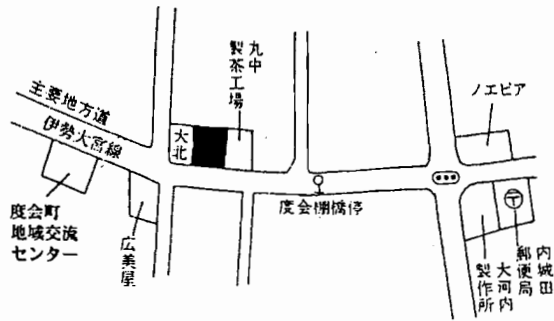 主要地方道
伊勢大宮線
度会町
地域交流
センター
広美屋
大北
丸中
製茶工場
度会棚橋停
ノエビア
内城田
郵便局
大河内
製作所